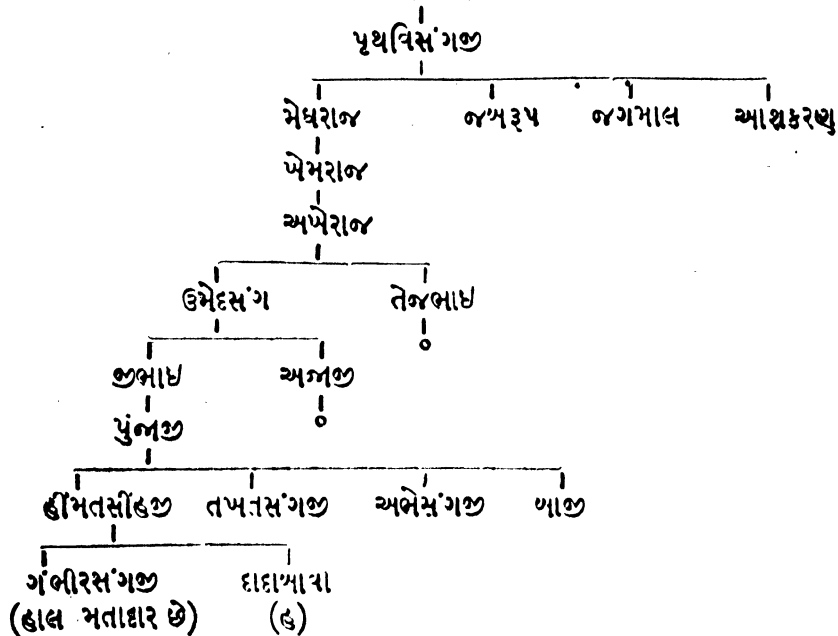 પૃથવિસંગજી
મેઘરાજ જશરૂપ જગમાલ આશકરણ
ખેમરાજ
અખેરાજ
ઉમેદસંગ તેજભાઇ
જીભાઇ અજાજી
પુંજાજી
હીંમતસીંહજી તખતસંગજી અભેસંગજી બાજી
ગંભીરસંગજી દાદાબાવા
(હાલ મતાદાર છે) (હ)